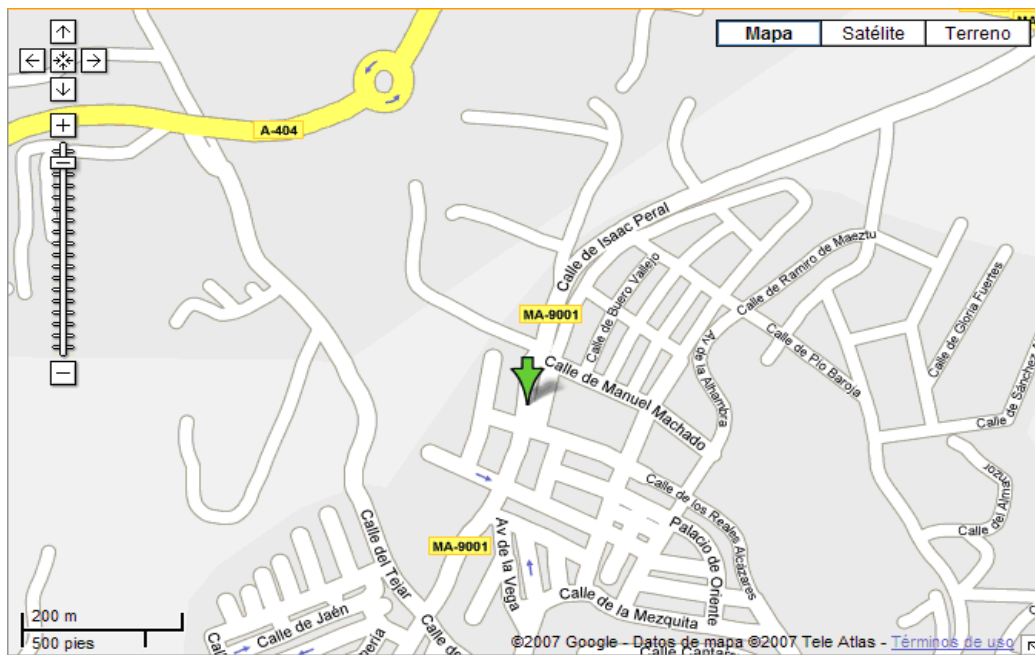 Mapa
Satélite
Terreno
A-404
Calle de Isaac Peral
Calle de Buero Vallejo
Calle de Ramiro de Maeztu
Calle de Gloria Fuertes
MA-9001
Calle de Pío Baroja
Av de la Alhambra
Calle de Manuel Machado
Calle de Sánchez
Calle de los Reales Alcázares
Calle del Almanzor
Palacio de Oriente
Calle del Tejar
Av de la Vega
MA-9001
Calle de la Mezquita
Calle de Jaén
Calle de
200 m
500 pies
©2007 Google - Datos de mapa ©2007 Tele Atlas - Términos de uso